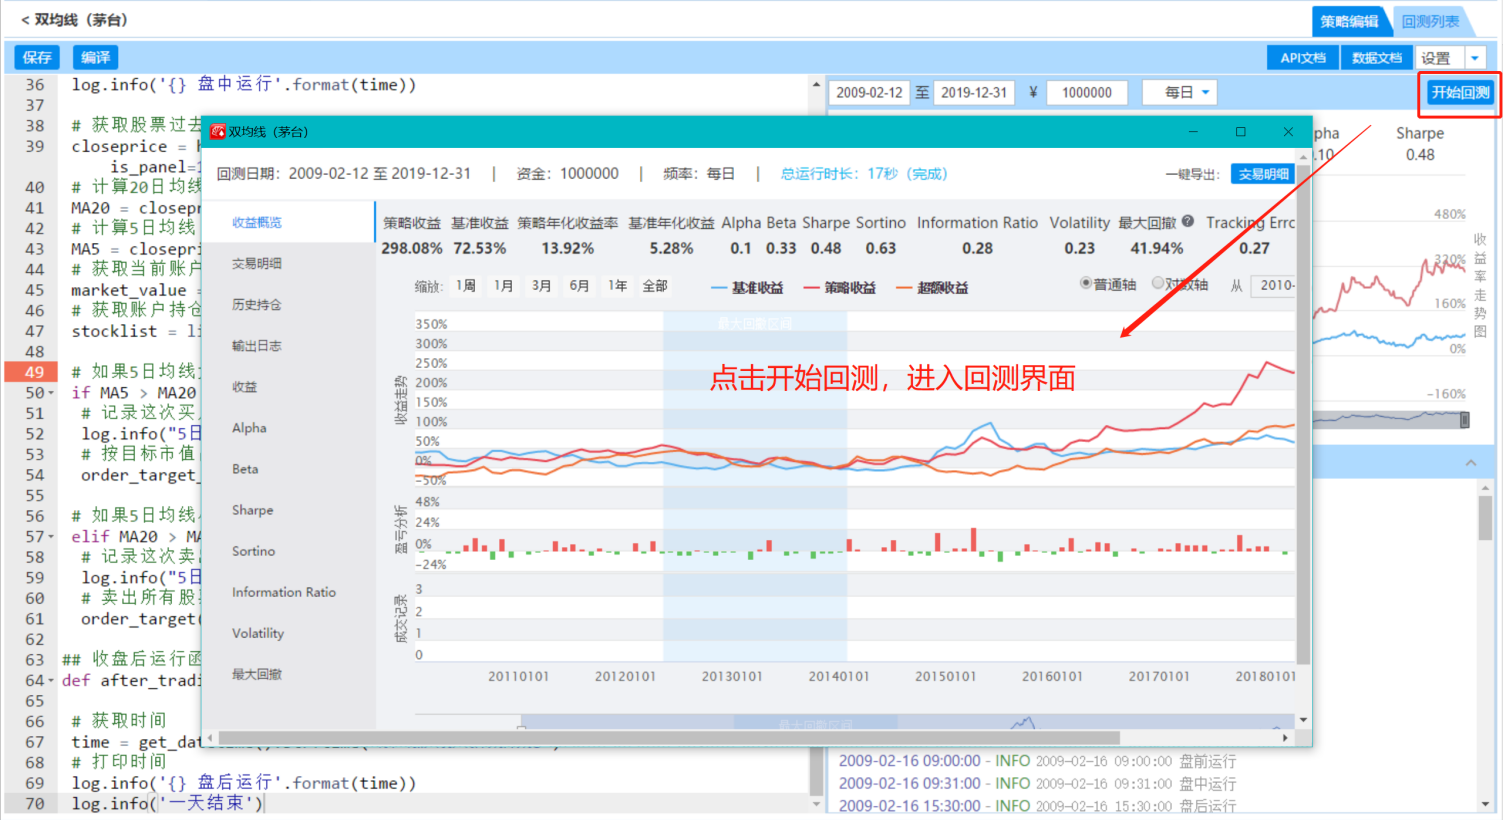 < 双均线（茅台）
策略编辑 回测列表
保存 编译 API文档 数据文档 设置
2009-02-12 至 2019-12-31 ¥ 1000000 每日 开始回测
36 log.info('{} 盘中运行'.format(time))
37
38 # 获取股票过去
39 closeprice =
is_panel=
40 # 计算20日均线
41 MA20 = closep
42 # 计算5日均线
43 MA5 = closepri
44 # 获取当前账户
45 market_value =
46 # 获取账户持仓
47 stocklist = li
48
49 # 如果5日均线
50 if MA5 > MA20
51 # 记录这次买
52 log.info("5日
53 # 按目标市值
54 order_target_
55
56 # 如果5日均线
57 elif MA20 > MA
58 # 记录这次卖
59 log.info("5日
60 # 卖出所有股
61 order_target(
62
63 ## 收盘后运行函
64 def after_tradi
65
66 # 获取时间
67 time = get_dat
68 # 打印时间
69 log.info('{} 盘后运行'.format(time))
70 log.info('一天结束')
双均线（茅台）
回测日期：2009-02-12 至 2019-12-31 | 资金：1000000 | 频率：每日 | 总运行时长：17秒（完成） 一键导出： 交易明细
收益概览
交易明细
历史持仓
输出日志
收益
Alpha
Beta
Sharpe
Sortino
Information Ratio
Volatility
最大回撤
策略收益 基准收益 策略年化收益率 基准年化收益 Alpha Beta Sharpe Sortino Information Ratio Volatility 最大回撤 Tracking Erro
298.08% 72.53% 13.92% 5.28% 0.1 0.33 0.48 0.63 0.28 0.23 41.94% 0.27
缩放: 1周 1月 3月 6月 1年 全部 基准收益 策略收益 超额收益 普通轴 对数轴 从 2010-
最大回撤区间
点击开始回测，进入回测界面
收益走势
350%
300%
250%
200%
150%
100%
50%
0%
-50%
盈亏分析
48%
24%
0%
-24%
成交记录
3
2
1
0
20110101 20120101 20130101 20140101 20150101 20160101 20170101 20180101
最大回撤区间
pha Sharpe
.10 0.48
480%
320%
160%
0%
-160%
收益率走势图
2009-02-16 09:00:00 - INFO 2009-02-16 09:00:00 盘前运行
2009-02-16 09:31:00 - INFO 2009-02-16 09:31:00 盘中运行
2009-02-16 15:30:00 - INFO 2009-02-16 15:30:00 盘后运行